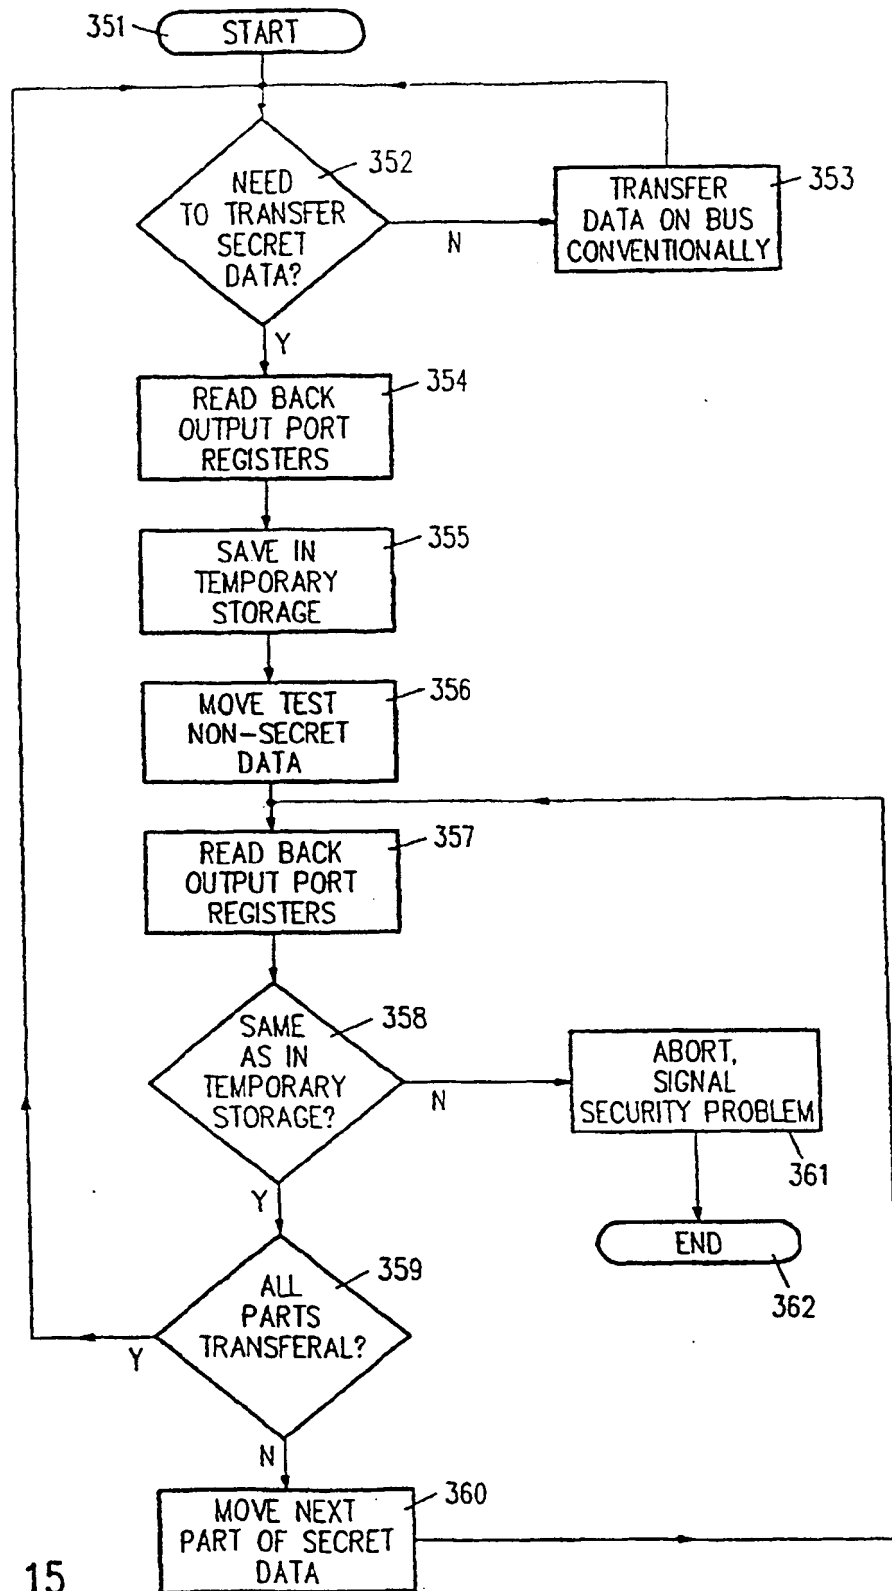 351
START
352
NEED
TO TRANSFER
SECRET
DATA?
N
Y
TRANSFER
DATA ON BUS
CONVENTIONALLY
353
READ BACK
OUTPUT PORT
REGISTERS
354
SAVE IN
TEMPORARY
STORAGE
355
MOVE TEST
NON-SECRET
DATA
356
READ BACK
OUTPUT PORT
REGISTERS
357
SAME
AS IN
TEMPORARY
STORAGE?
358
N
Y
ABORT,
SIGNAL
SECURITY PROBLEM
361
END
362
ALL
PARTS
TRANSFERAL?
359
Y
N
MOVE NEXT
PART OF SECRET
DATA
360
15